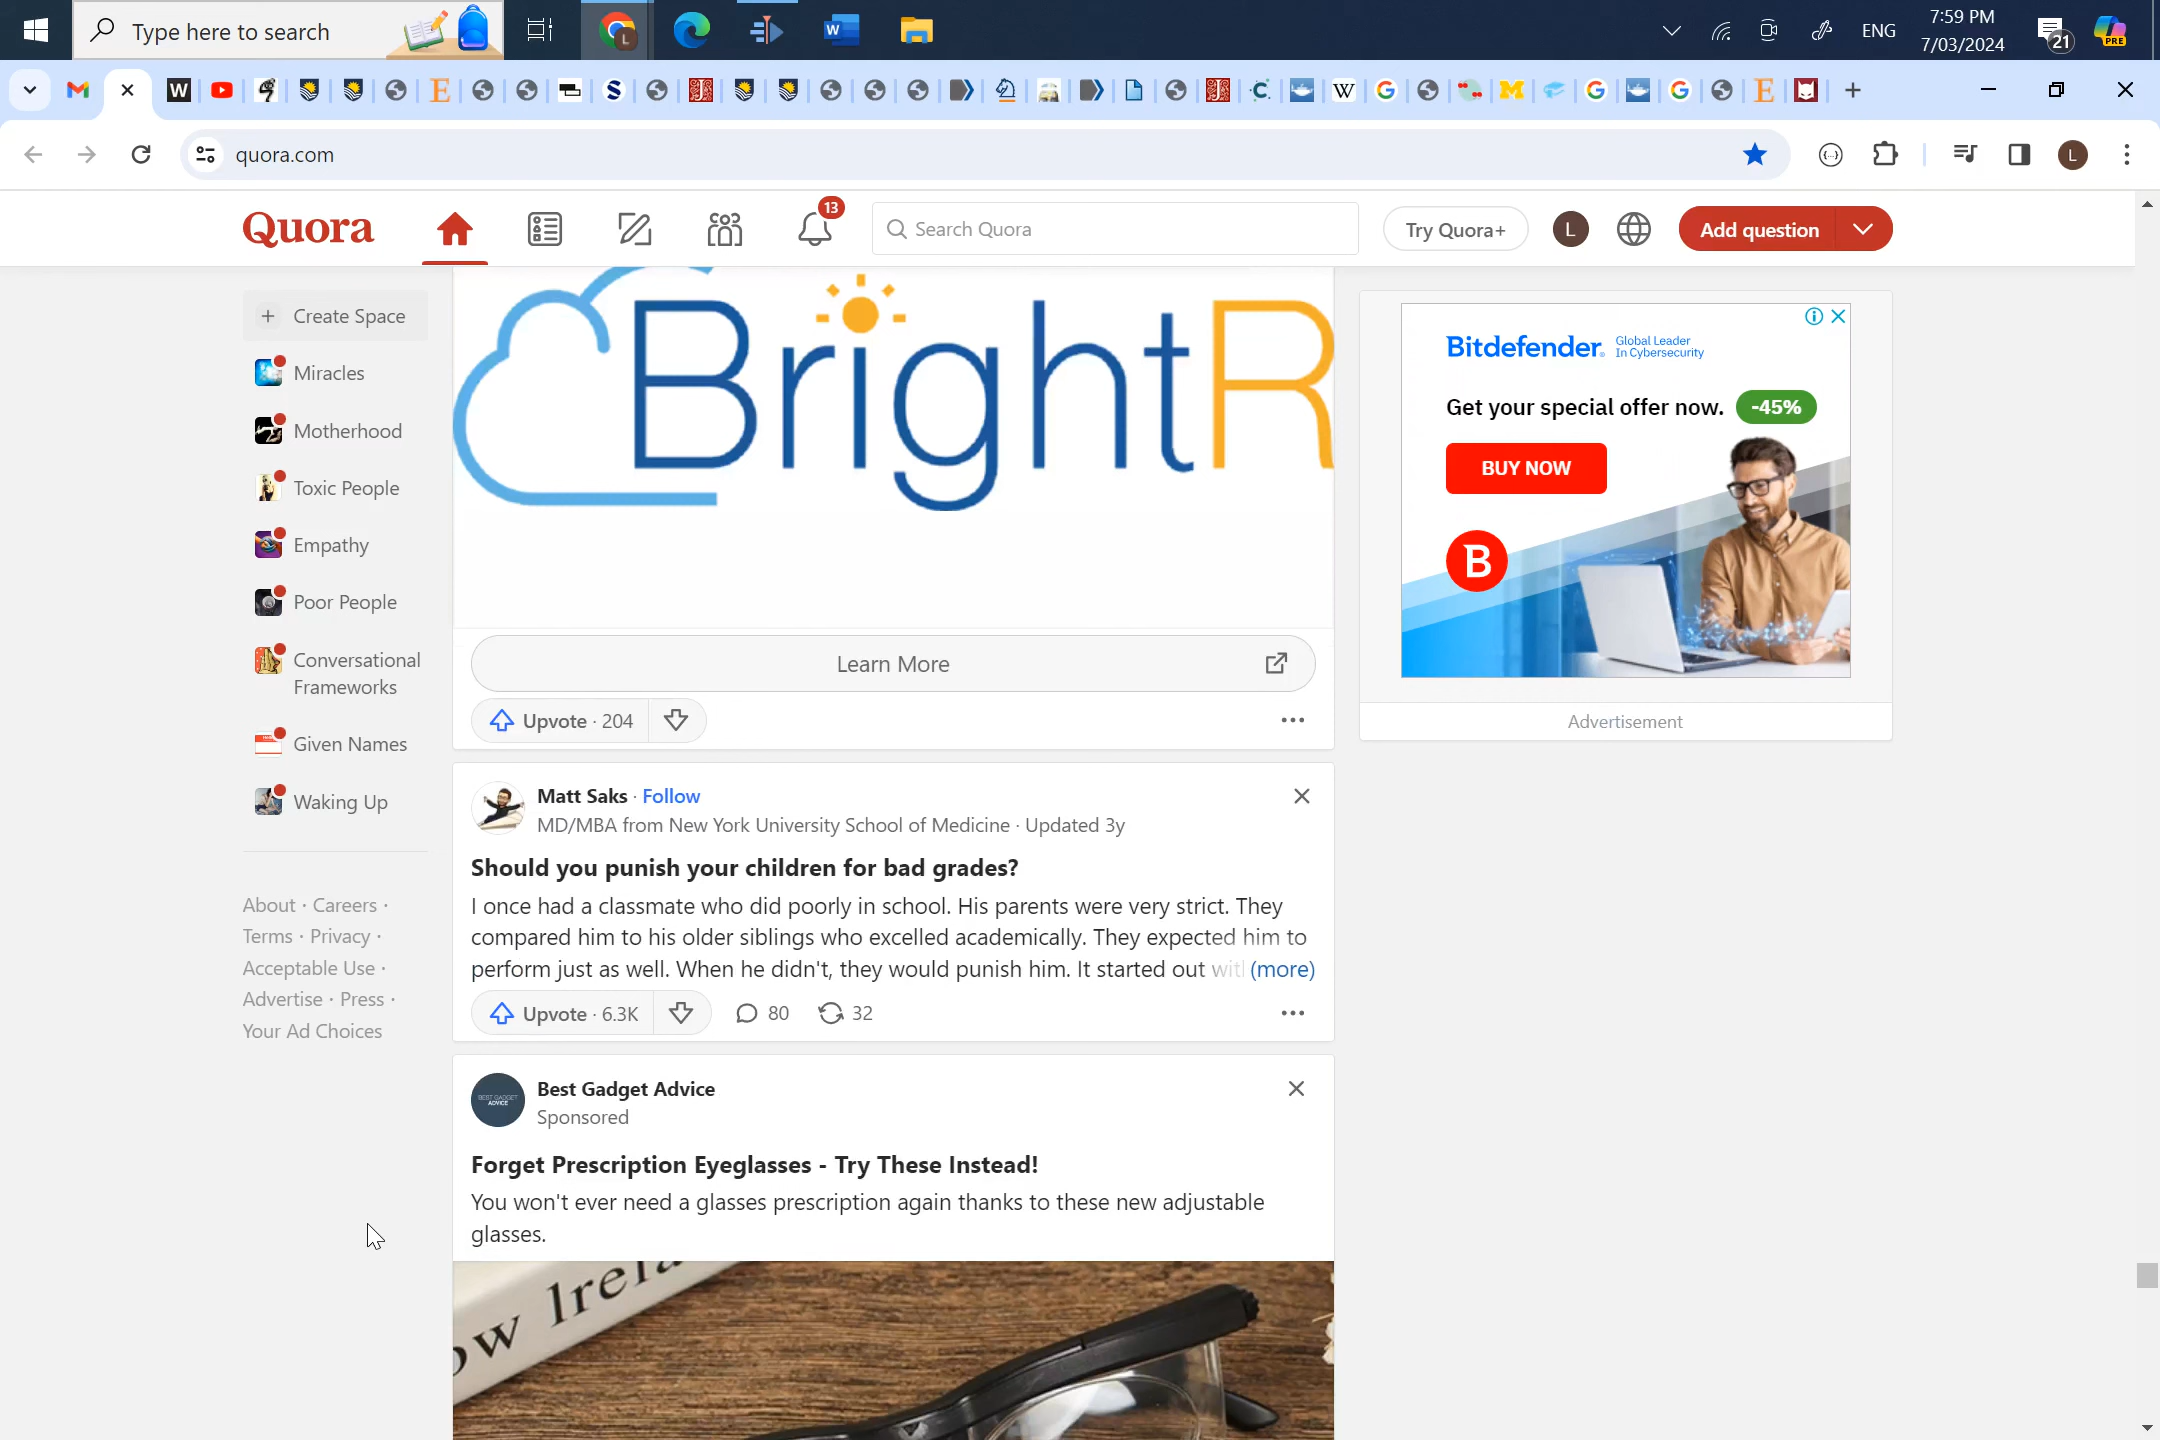 Type here to search
ENG
7:59 PM
7/03/2024
21
PRE
quora.com
L
Quora
13
Search Quora
Try Quora+
L
Add question
Create Space
Miracles
Motherhood
Toxic People
Empathy
Poor People
Conversational
Frameworks
Given Names
Waking Up
About · Careers ·
Terms · Privacy ·
Acceptable Use ·
Advertise · Press ·
Your Ad Choices
BrightR
Learn More
Upvote · 204
Matt Saks · Follow
MD/MBA from New York University School of Medicine · Updated 3y
Should you punish your children for bad grades?
I once had a classmate who did poorly in school. His parents were very strict. They
compared him to his older siblings who excelled academically. They expected him to
perform just as well. When he didn't, they would punish him. It started out wit (more)
Upvote · 6.3K
80
32
BEST GADGET
ADVICE
Best Gadget Advice
Sponsored
Forget Prescription Eyeglasses - Try These Instead!
You won't ever need a glasses prescription again thanks to these new adjustable
glasses.
ow Irela
Bitdefender
Global Leader
In Cybersecurity
Get your special offer now.
-45%
BUY NOW
B
Advertisement